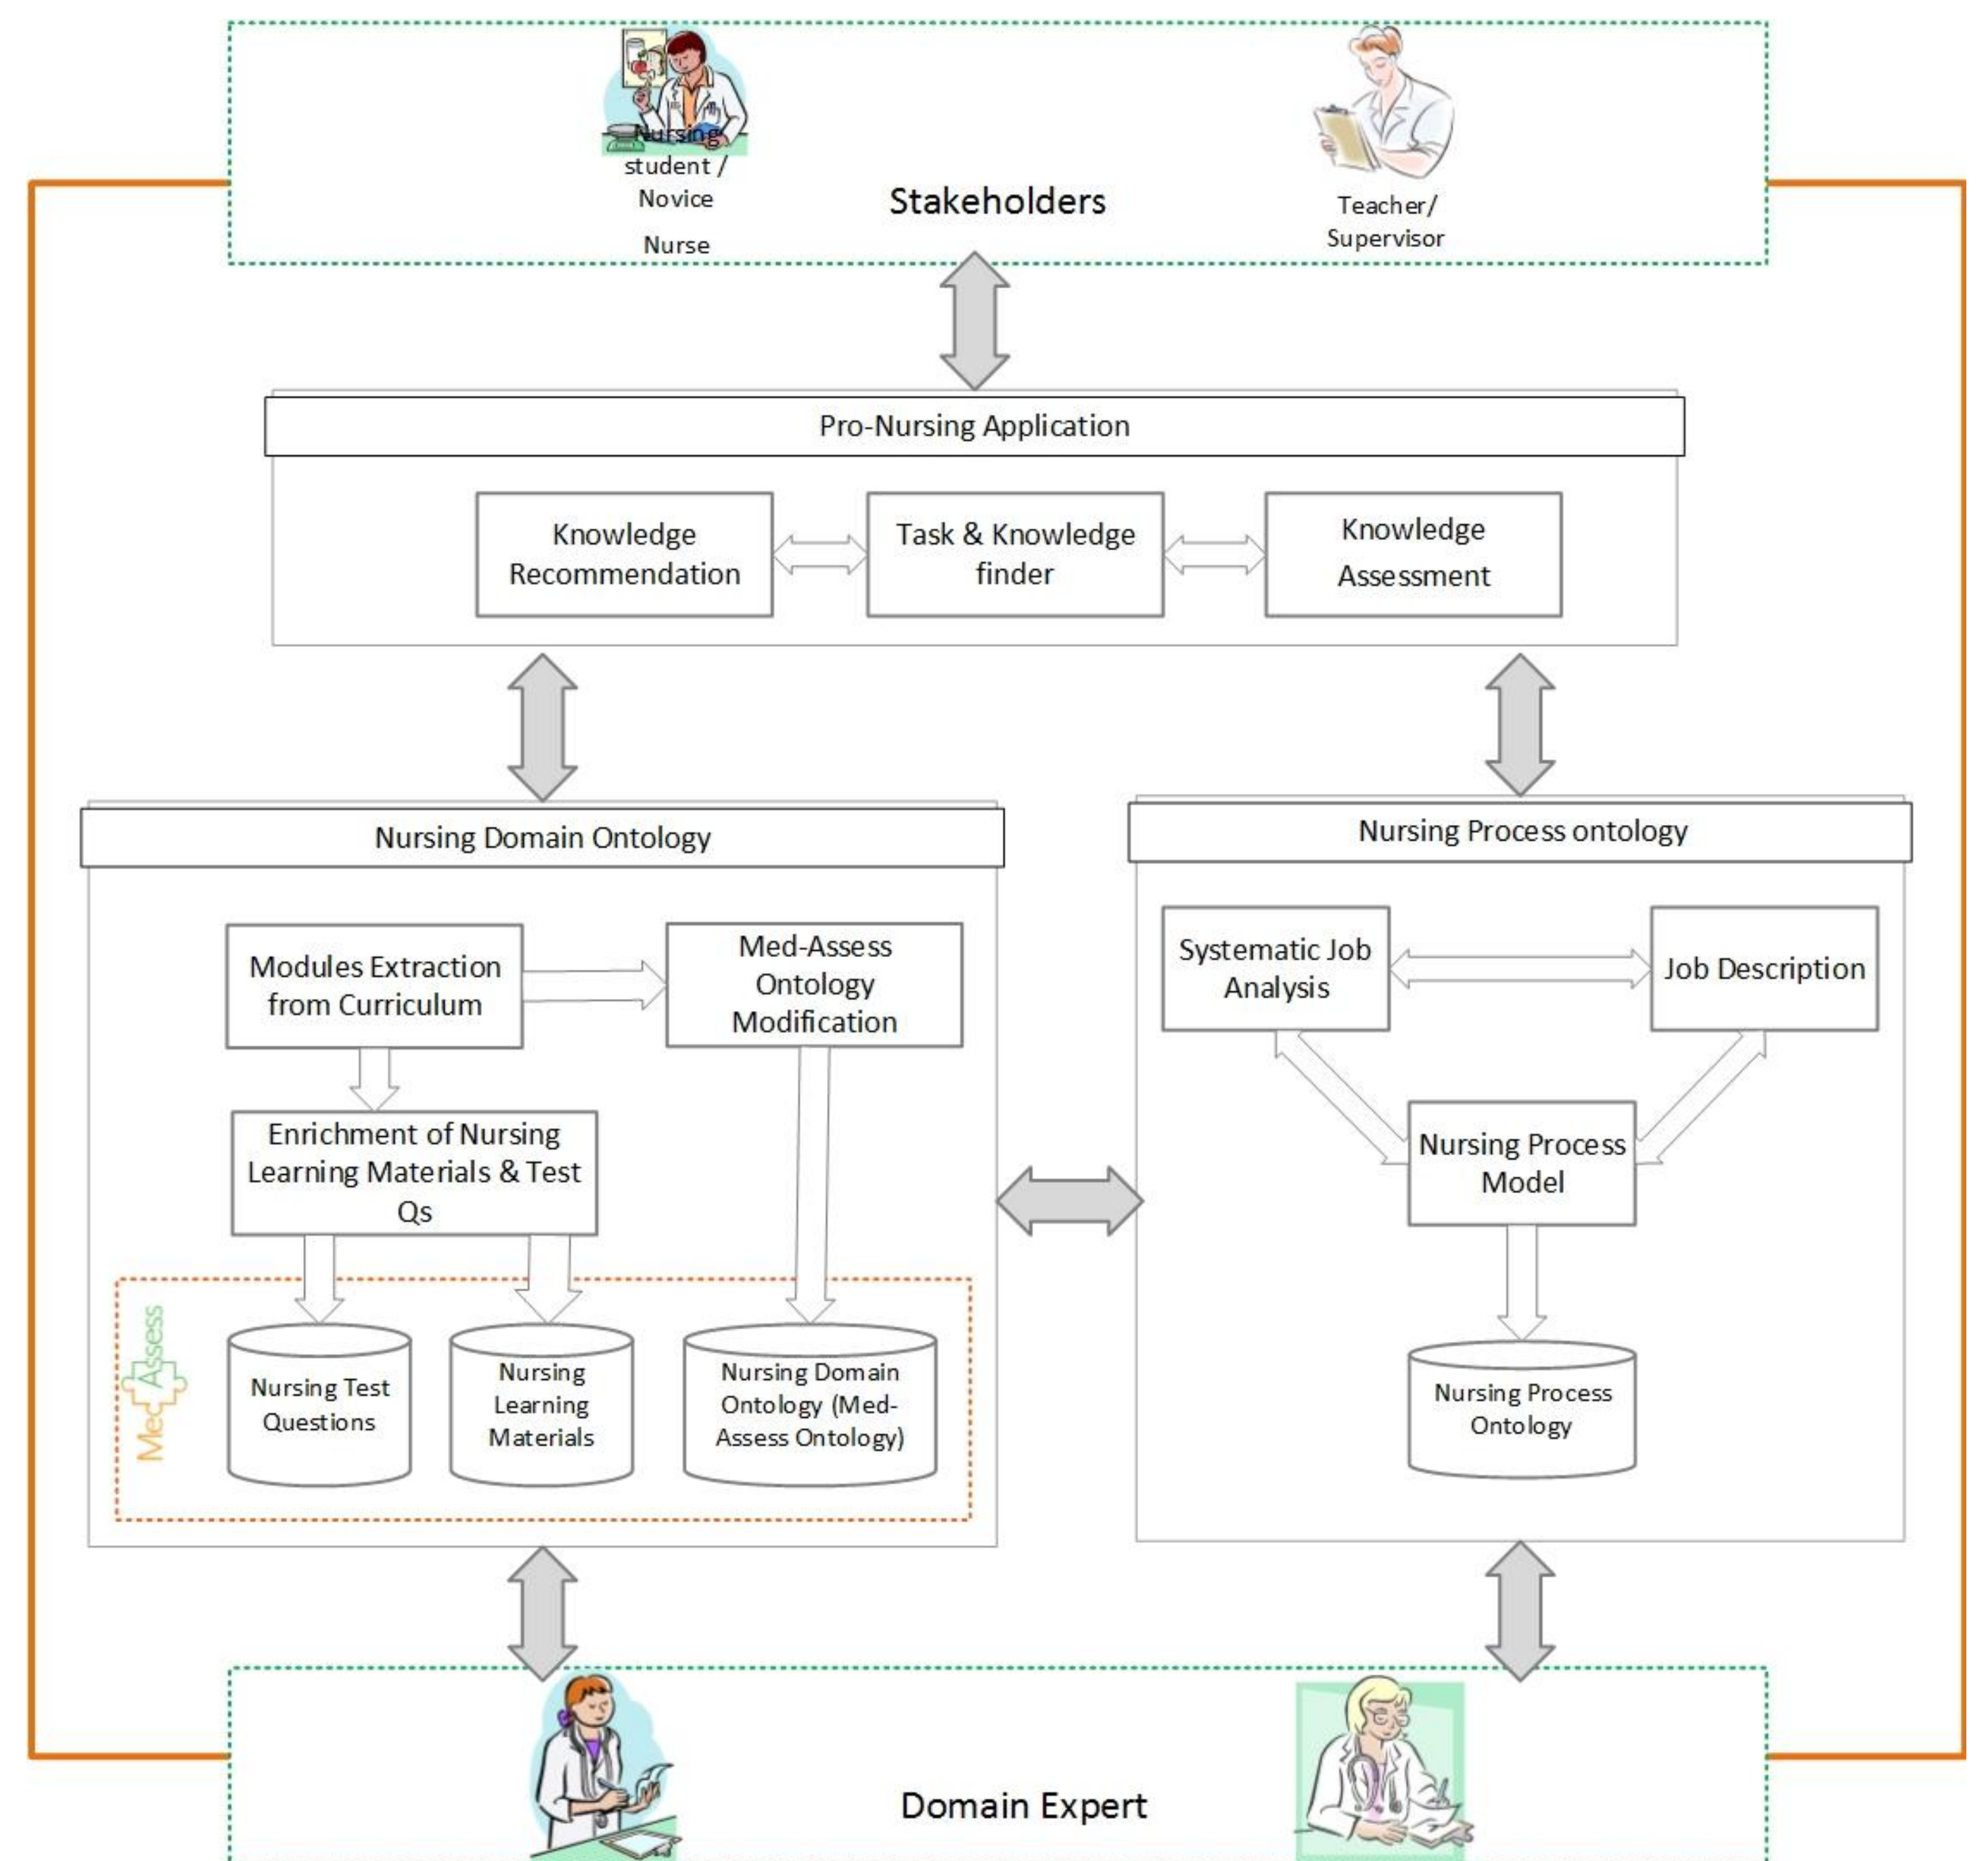 Nursing
student /
Novice
Nurse
Stakeholders
Teacher/
Supervisor
Pro-Nursing Application
Knowledge
Recommendation
Task & Knowledge
finder
Knowledge
Assessment
Nursing Domain Ontology
Modules Extraction
from Curriculum
Med-Assess
Ontology
Modification
Enrichment of Nursing
Learning Materials & Test
Qs
Med Assess
Nursing Test
Questions
Nursing
Learning
Materials
Nursing Domain
Ontology (Med-
Assess Ontology)
Nursing Process ontology
Systematic Job
Analysis
Job Description
Nursing Process
Model
Nursing Process
Ontology
Domain Expert